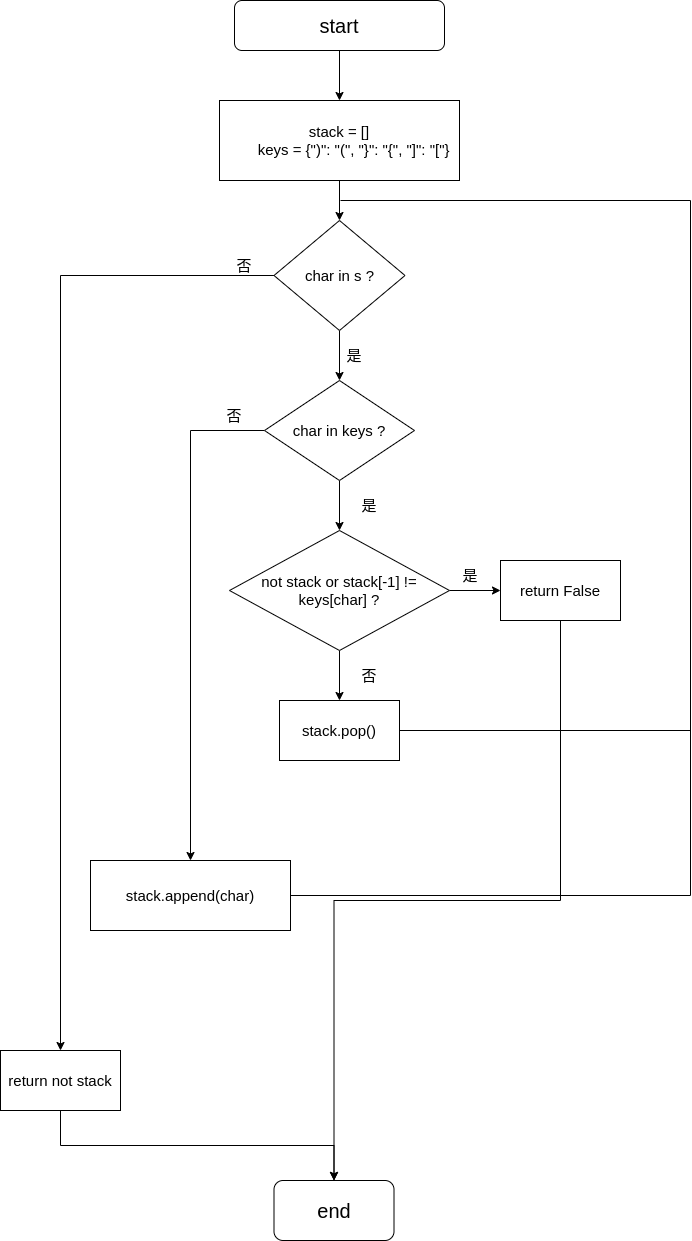 start
stack = []
keys = {")": "(", "}": "{", "]": "["}
否
char in s ?
是
否
char in keys ?
是
not stack or stack[-1] !=
keys[char] ?
是
return False
否
stack.pop()
stack.append(char)
return not stack
end